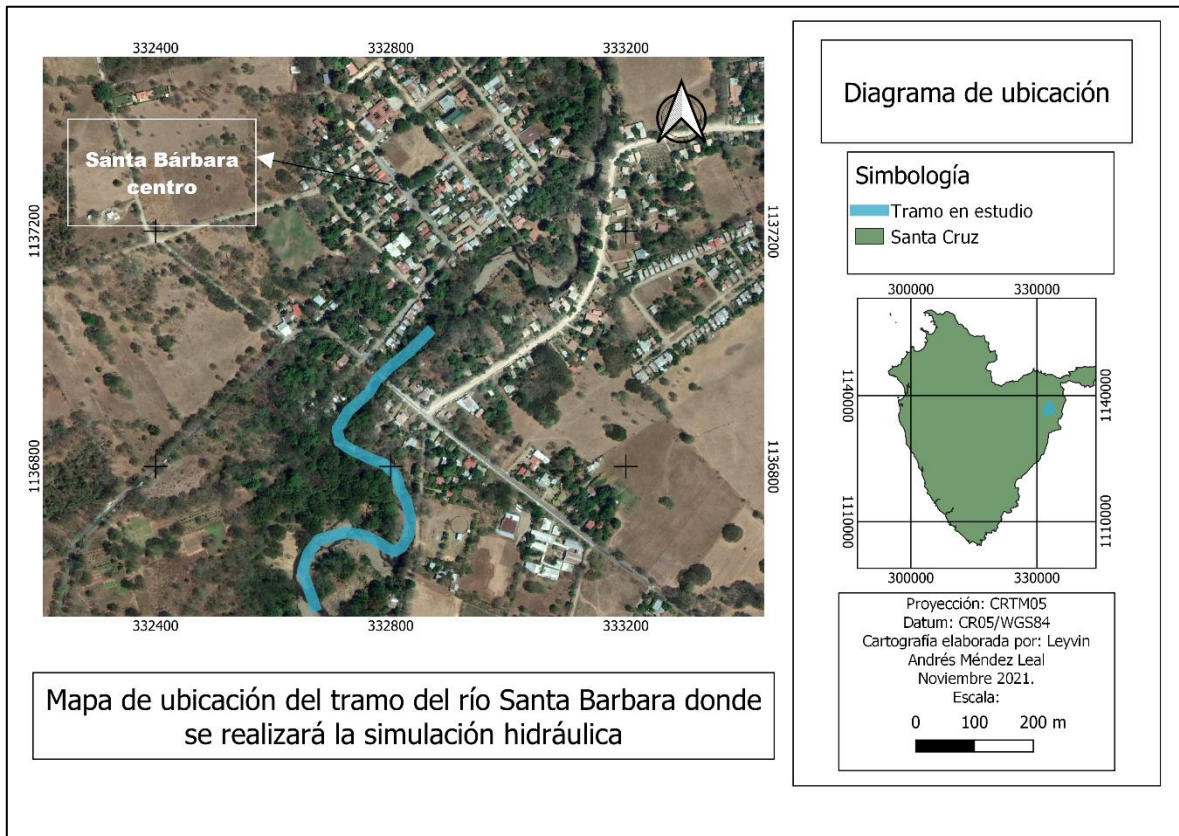 332400
332800
333200
Santa Bárbara
centro
1137200
1137200
1136800
1136800
332400
332800
333200
Mapa de ubicación del tramo del río Santa Barbara donde
se realizará la simulación hidráulica
Diagrama de ubicación
Simbología
Tramo en estudio
Santa Cruz
300000
330000
1140000
1140000
1110000
1110000
300000
330000
Proyección: CRTM05
Datum: CR05/WGS84
Cartografía elaborada por: Leyvin
Andrés Méndez Leal
Noviembre 2021.
Escala:
0 100 200 m